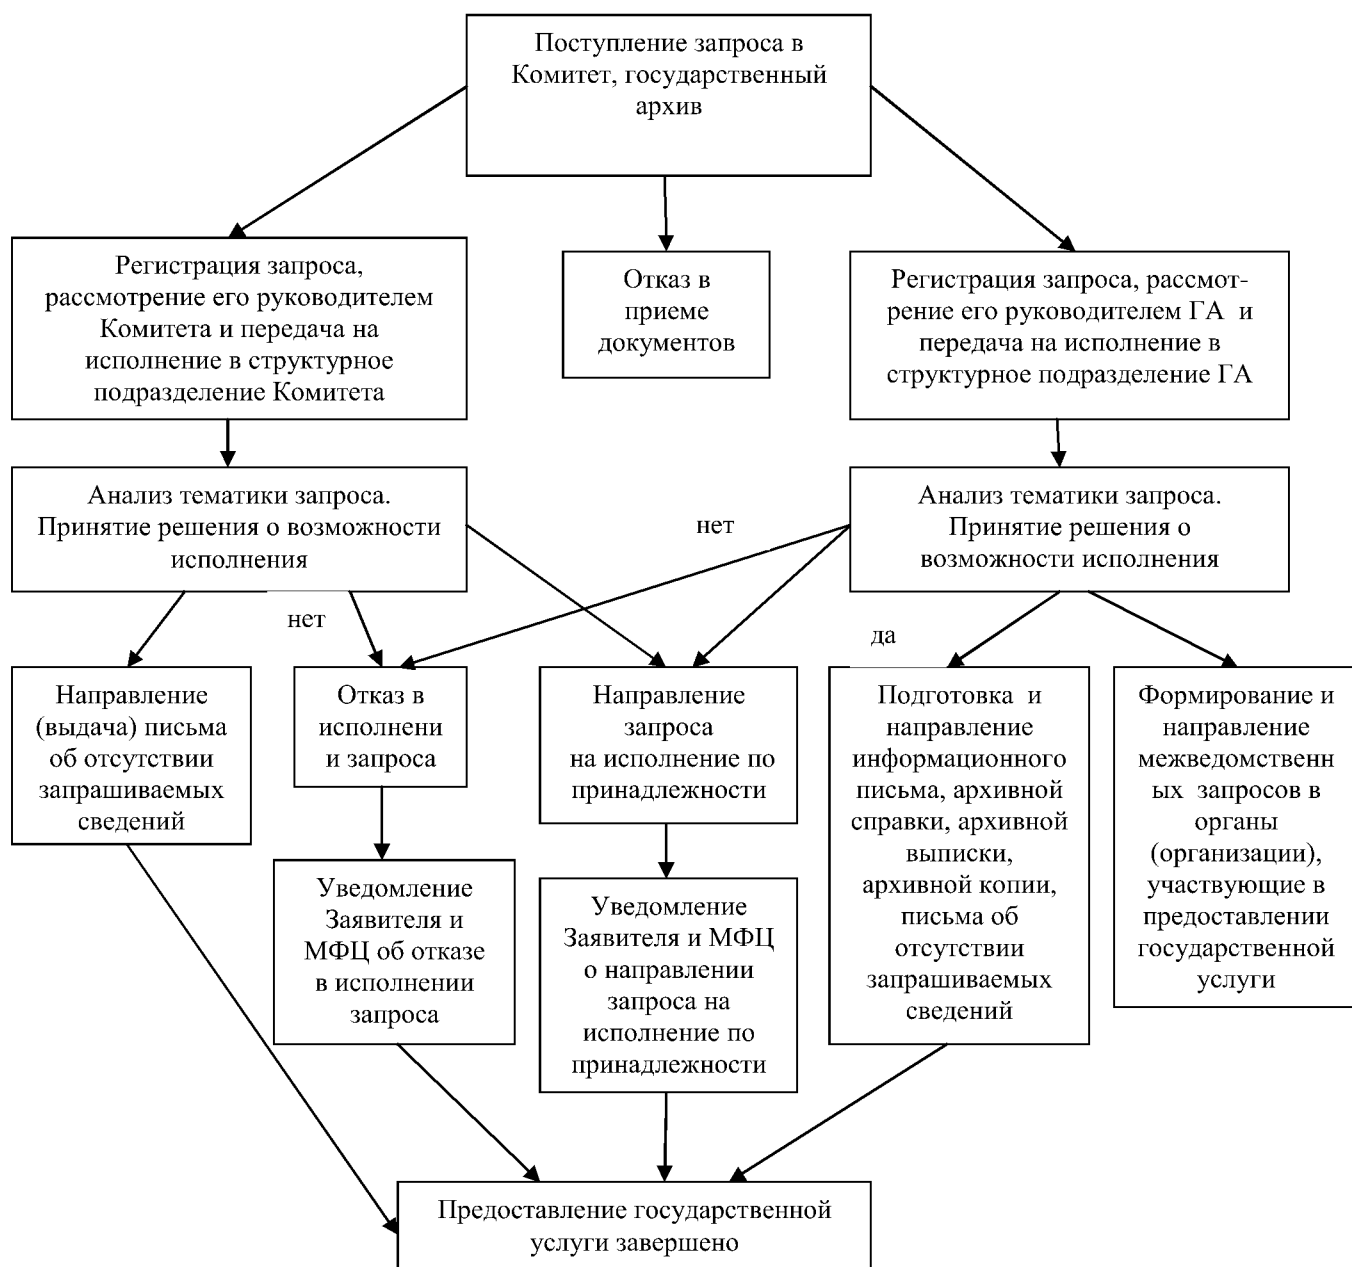 Поступление запроса в
Комитет, государственный
архив
Регистрация запроса,
рассмотрение его руководителем
Комитета и передача на
исполнение в структурное
подразделение Комитета
Отказ в
приеме
документов
Регистрация запроса, рассмот-
рение его руководителем ГА и
передача на исполнение в
структурное подразделение ГА
Анализ тематики запроса.
Принятие решения о возможности
исполнения
нет
Анализ тематики запроса.
Принятие решения о
возможности исполнения
нет
да
Направление
(выдача) письма
об отсутствии
запрашиваемых
сведений
Отказ в
исполнени
и запроса
Направление
запроса
на исполнение по
принадлежности
Подготовка и
направление
информационного
письма, архивной
справки, архивной
выписки,
архивной копии,
письма об
отсутствии
запрашиваемых
сведений
Формирование и
направление
межведомственн
ых запросов в
органы
(организации),
участвующие в
предоставлении
государственной
услуги
Уведомление
Заявителя и
МФЦ об отказе
в исполнении
запроса
Уведомление
Заявителя и МФЦ
о направлении
запроса на
исполнение по
принадлежности
Предоставление государственной
услуги завершено